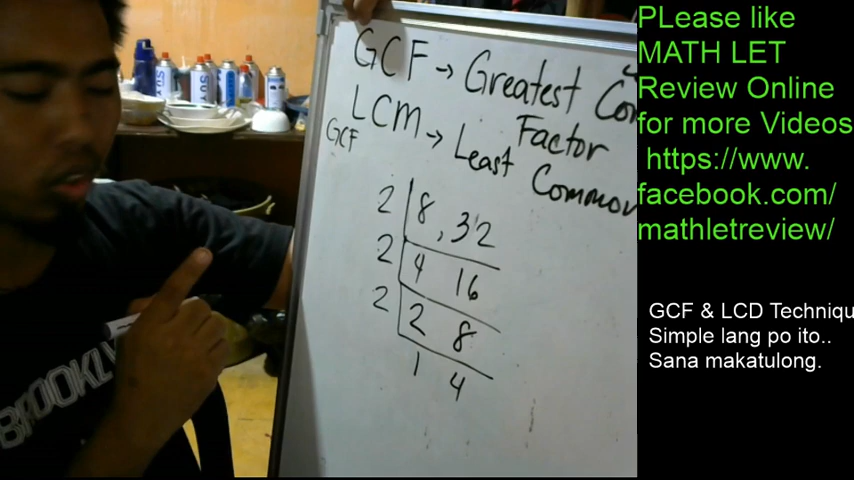 GCF → Greatest
LCM → Least Common
Factor
GCF
2 8, 32
2 4 16
2 2 8
1 4
BROOKLY
PLease like
MATH LET
Review Online
for more Videos
https://www.
facebook.com/
mathletreview/
GCF & LCD Techniqu
Simple lang po ito..
Sana makatulong.